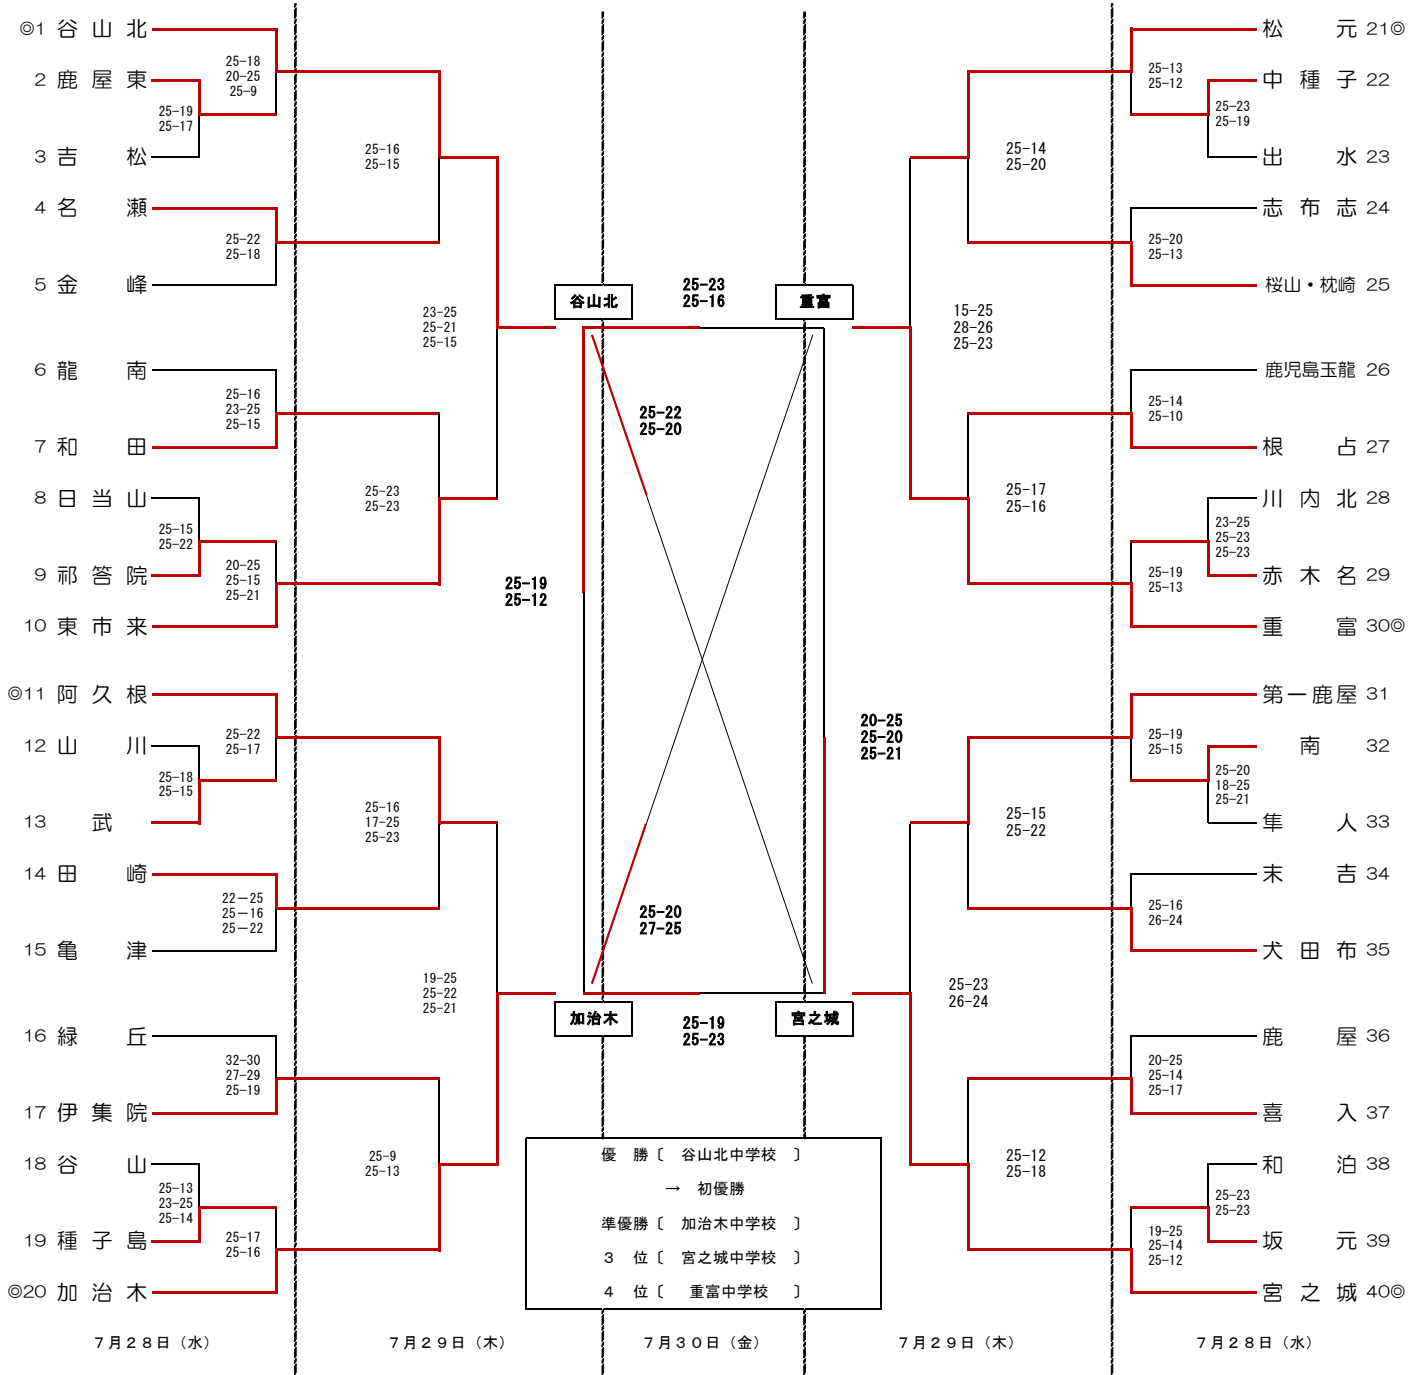 ◎1 谷山北
25-18
20-25
25-9
2 鹿屋東
25-19
25-17
3 吉松
25-16
25-15
4 名瀬
25-22
25-18
5 金峰
23-25
25-21
25-15
6 龍南
25-16
23-25
25-15
7 和田
8 日当山
25-23
25-23
25-15
25-22
9 祁答院
20-25
25-15
25-21
10 東市来
◎11 阿久根
25-22
25-17
12 山川
25-18
25-15
13 武
25-16
17-25
25-23
14 田崎
22－25
25－16
25－22
15 亀津
19-25
25-22
25-21
16 緑丘
32-30
27-29
25-19
17 伊集院
18 谷山
25-9
25-13
25-13
23-25
25-14
19 種子島
25-17
25-16
◎20 加治木
谷山北
25-23
25-16
重富
25-22
25-20
25-19
25-12
20-25
25-20
25-21
25-20
27-25
加治木
25-19
25-23
宮之城
優　勝〔　谷山北中学校　〕
→　初優勝
準優勝〔　加治木中学校　〕
３　位〔　宮之城中学校　〕
４　位〔　重富中学校　〕
松元 21◎
25-13
25-12
中種子 22
25-23
25-19
出水 23
25-14
25-20
志布志 24
25-20
25-13
桜山・枕崎 25
15-25
28-26
25-23
鹿児島玉龍 26
25-14
25-10
根占 27
川内北 28
25-17
25-16
23-25
25-23
25-23
赤木名 29
25-19
25-13
重富 30◎
第一鹿屋 31
25-19
25-15
南 32
25-20
18-25
25-21
隼人 33
25-15
25-22
末吉 34
25-16
26-24
犬田布 35
25-23
26-24
鹿屋 36
20-25
25-14
25-17
喜入 37
和泊 38
25-12
25-18
25-23
25-23
坂元 39
19-25
25-14
25-12
宮之城 40◎
７月２８日（水）
７月２９日（木）
７月３０日（金）
７月２９日（木）
７月２８日（水）